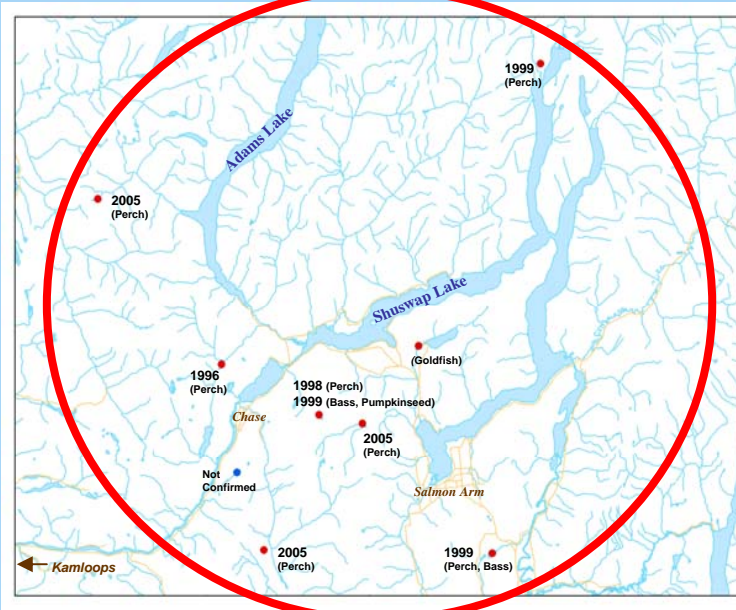 1999
(Perch)
Adams Lake
2005
(Perch)
Shuswap Lake
(Goldfish)
1996
(Perch)
1998 (Perch)
1999 (Bass, Pumpkinseed)
Chase
2005
(Perch)
Not
Confirmed
Salmon Arm
2005
(Perch)
1999
(Perch, Bass)
Kamloops